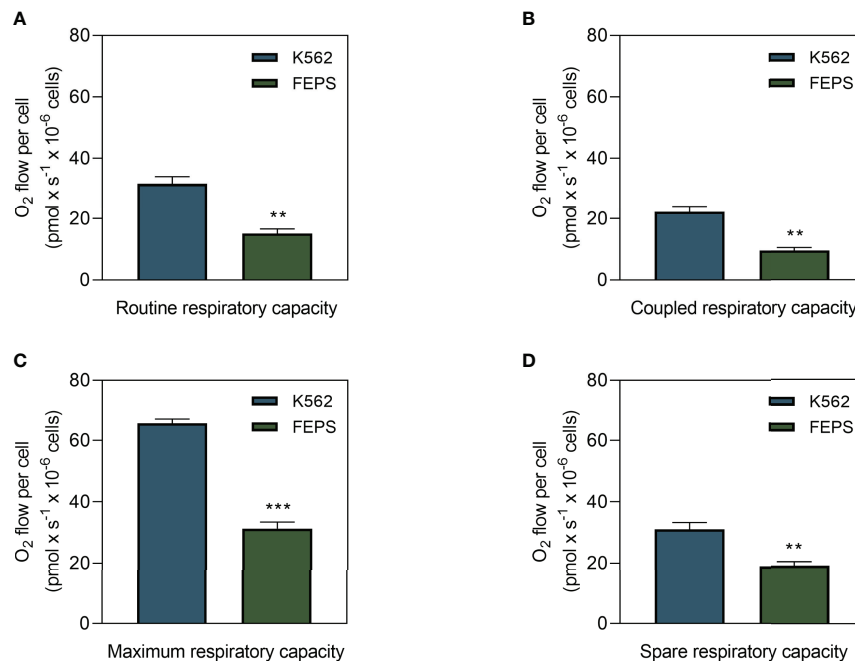 A
O₂ flow per cell
(pmol x s⁻¹ x 10⁻⁶ cells)
80
60
40
20
0
K562
FEPS
**
Routine respiratory capacity
B
O₂ flow per cell
(pmol x s⁻¹ x 10⁻⁶ cells)
80
60
40
20
0
K562
FEPS
**
Coupled respiratory capacity
C
O₂ flow per cell
(pmol x s⁻¹ x 10⁻⁶ cells)
80
60
40
20
0
K562
FEPS
***
Maximum respiratory capacity
D
O₂ flow per cell
(pmol x s⁻¹ x 10⁻⁶ cells)
80
60
40
20
0
K562
FEPS
**
Spare respiratory capacity